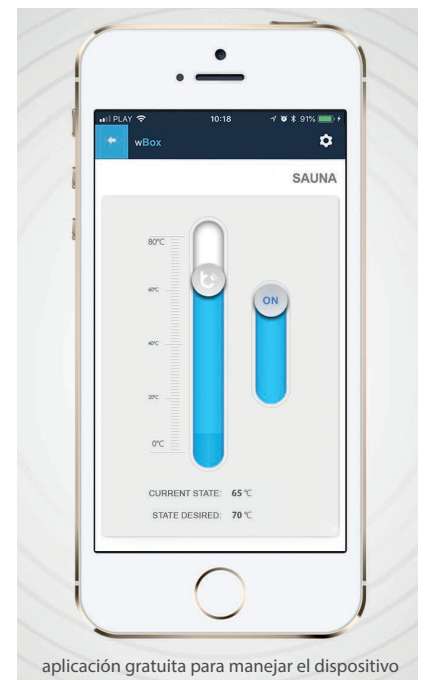 PLAY 10:18 91%
wBox
SAUNA
80°C
60°C
ON
40°C
20°C
0°C
CURRENT STATE: 65 °C
STATE DESIRED: 70 °C
aplicación gratuita para manejar el dispositivo